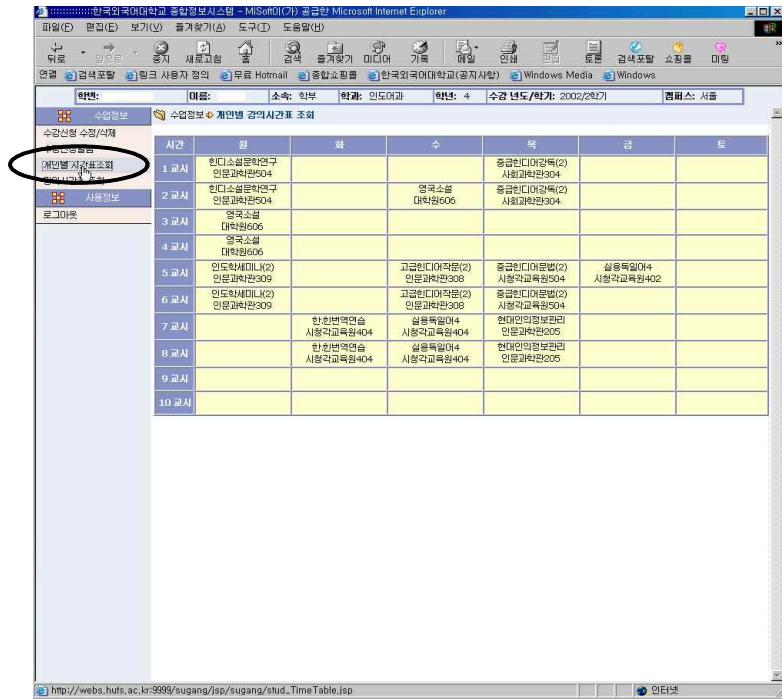 :::::::::::::::한국외국어대학교 종합정보시스템 - MiSoft이(가) 공급한 Microsoft Internet Explorer
파일(F) 편집(E) 보기(V) 즐겨찾기(A) 도구(T) 도움말(H)
뒤로 앞으로 중지 새로고침 홈 검색 즐겨찾기 미디어 기록 메일 인쇄 편집 토론 검색포탈 쇼핑몰 미팅
연결 검색포탈 링크 사용자 정의 무료 Hotmail 종합쇼핑몰 한국외국어대학교(공지사항) Windows Media Windows
학번: 이름: 소속: 학부 학과: 인도어과 학년: 4 수강 년도/학기: 2002/2학기 캠퍼스: 서울
수업정보
수강신청 수정/삭제
개인별 시간표조회
사용정보
로그아웃
수업정보 개인별 강의시간표 조회
시간 월 화 수 목 금 토
1 교시 힌디소설문학연구 중급힌디어강독(2)
인문과학관504 사회과학관304
2 교시 힌디소설문학연구 영국소설 중급힌디어강독(2)
인문과학관504 대학원606 사회과학관304
3 교시 영국소설
대학원606
4 교시 영국소설
대학원606
5 교시 인도학세미나(2) 고급힌디어작문(2) 중급힌디어문법(2) 실용독일어4
인문과학관309 인문과학관308 시청각교육원504 시청각교육원402
6 교시 인도학세미나(2) 고급힌디어작문(2) 중급힌디어문법(2)
인문과학관309 인문과학관308 시청각교육원504
7 교시 한.힌번역연습 실용독일어4 현대인의정보관리
시청각교육원404 시청각교육원404 인문과학관205
8 교시 한.힌번역연습 실용독일어4 현대인의정보관리
시청각교육원404 시청각교육원404 인문과학관205
9 교시
10 교시
http://webs.hufs.ac.kr:9999/sugang/jsp/sugang/stud_TimeTable.jsp 인터넷